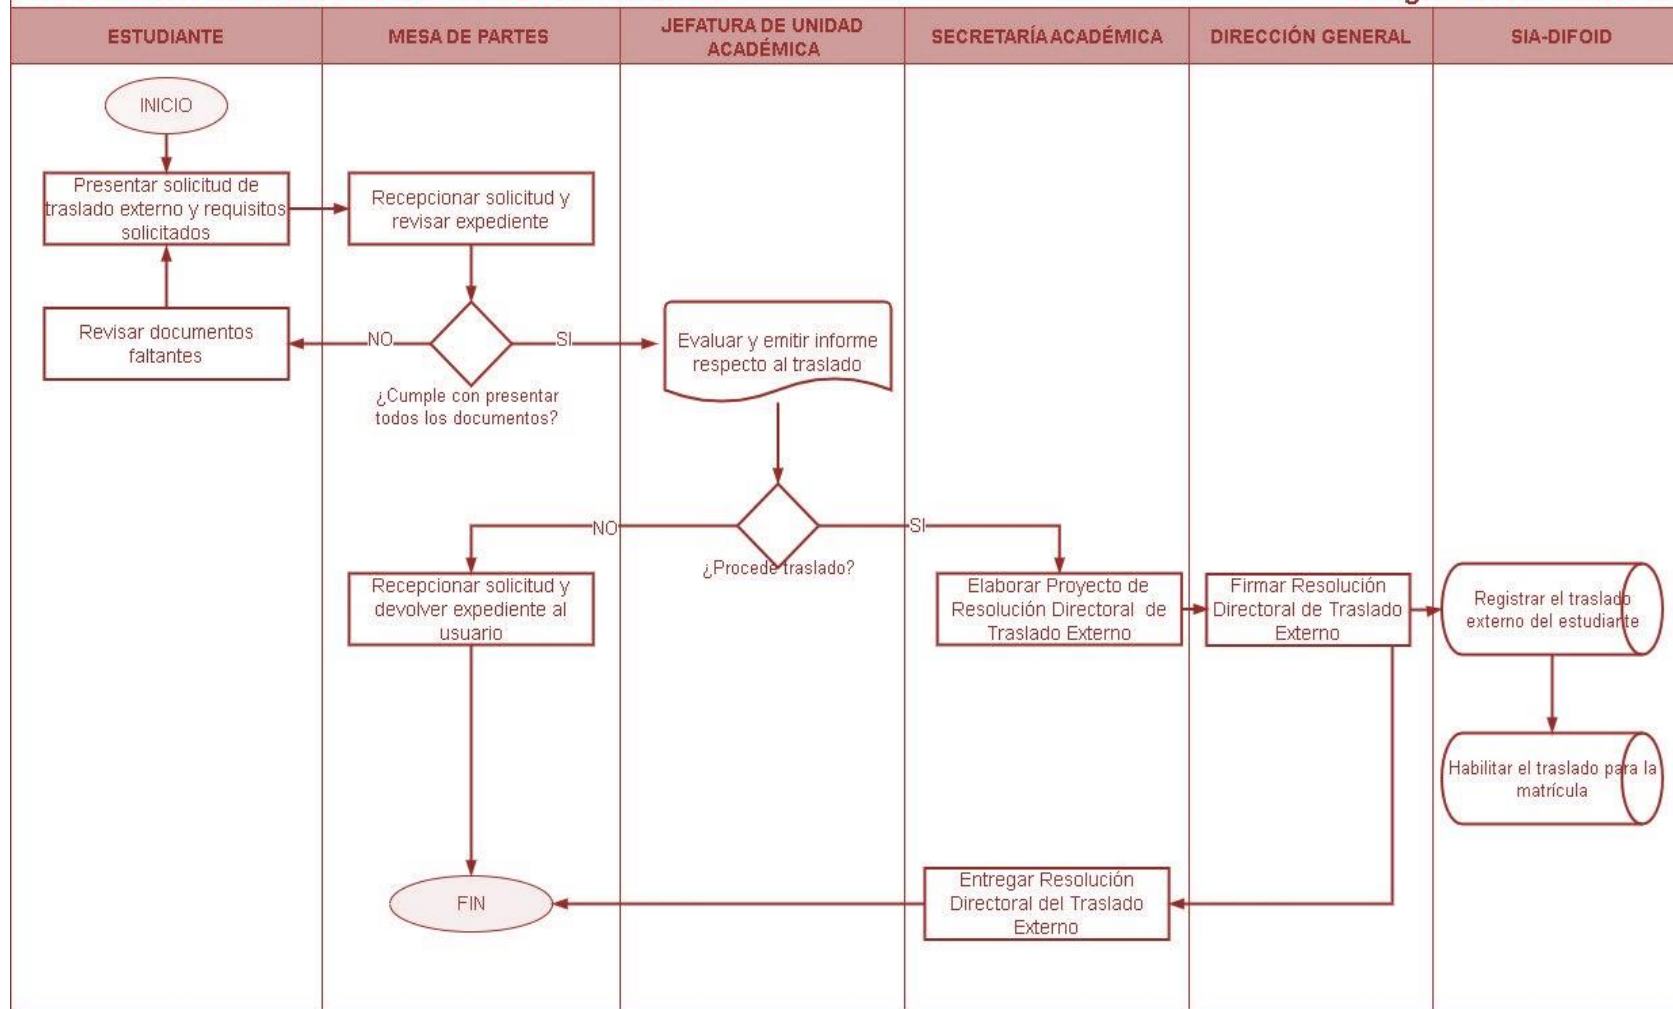 ESTUDIANTE
MESA DE PARTES
JEFATURA DE UNIDAD
ACADÉMICA
SECRETARÍA ACADÉMICA
DIRECCIÓN GENERAL
SIA-DIFOID
INICIO
Presentar solicitud de
traslado externo y requisitos
solicitados
Recepcionar solicitud y
revisar expediente
Revisar documentos
faltantes
NO
SI
¿Cumple con presentar
todos los documentos?
Evaluar y emitir informe
respecto al traslado
NO
SI
¿Procede traslado?
Recepcionar solicitud y
devolver expediente al
usuario
Elaborar Proyecto de
Resolución Directoral de
Traslado Externo
Firmar Resolución
Directoral de Traslado
Externo
Registrar el traslado
externo del estudiante
Habilitar el traslado para la
matrícula
Entregar Resolución
Directoral del Traslado
Externo
FIN